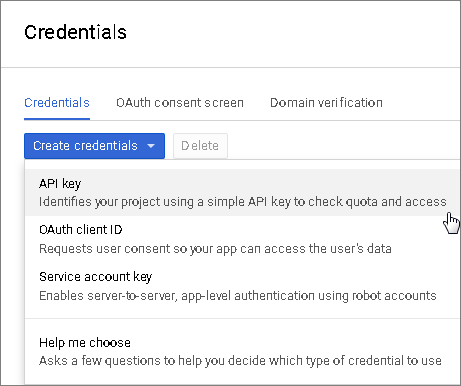 Credentials
Credentials OAuth consent screen Domain verification
Create credentials Delete
API key
Identifies your project using a simple API key to check quota and access
OAuth client ID
Requests user consent so your app can access the user's data
Service account key
Enables server-to-server, app-level authentication using robot accounts
Help me choose
Asks a few questions to help you decide which type of credential to use